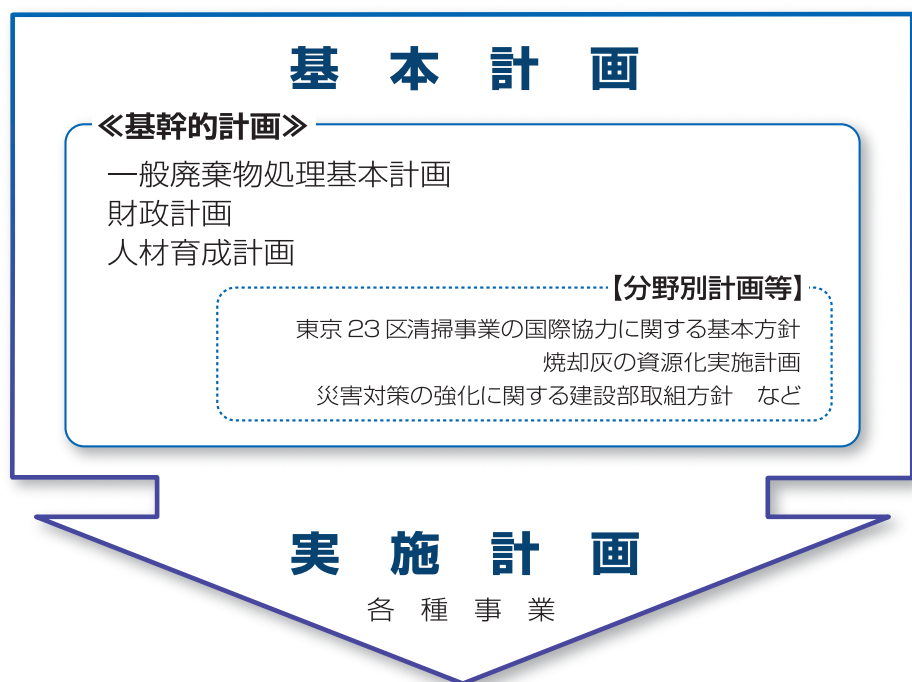 基本計画
≪基幹的計画≫
一般廃棄物処理基本計画
財政計画
人材育成計画
【分野別計画等】
東京23区清掃事業の国際協力に関する基本方針
焼却灰の資源化実施計画
災害対策の強化に関する建設部取組方針　など
実施計画
各種事業